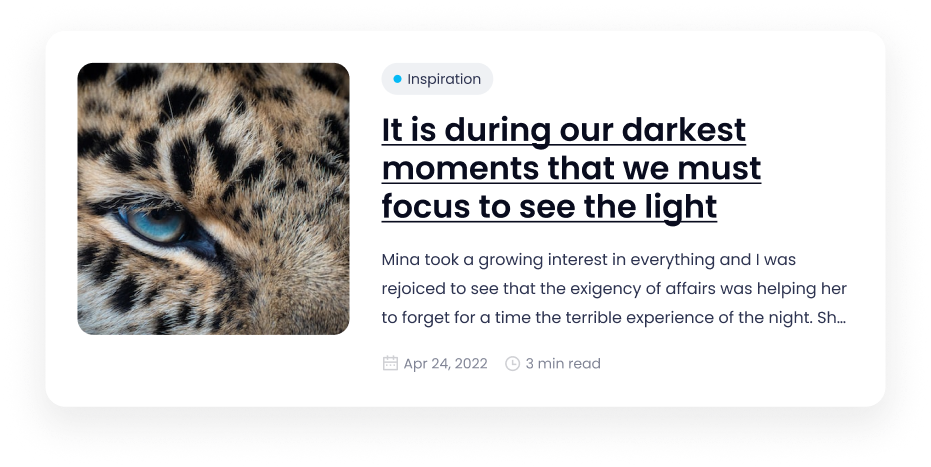 Inspiration
It is during our darkest
moments that we must
focus to see the light
Mina took a growing interest in everything and I was
rejoiced to see that the exigency of affairs was helping her
to forget for a time the terrible experience of the night. Sh...
Apr 24, 2022 3 min read